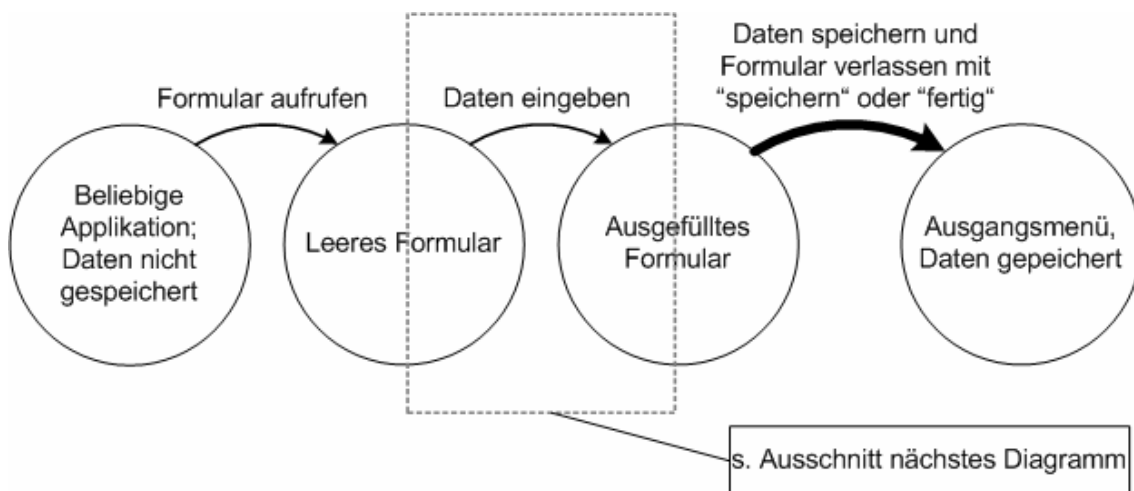 Formular aufrufen
Daten eingeben
Daten speichern und
Formular verlassen mit
“speichern“ oder “fertig“
Beliebige
Applikation;
Daten nicht
gespeichert
Leeres Formular
Ausgefülltes
Formular
Ausgangsmenü,
Daten gepeichert
s. Ausschnitt nächstes Diagramm